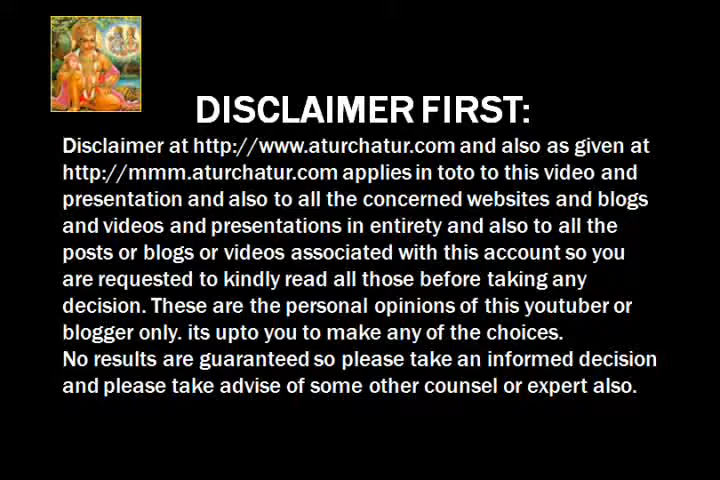 DISCLAIMER FIRST:
Disclaimer at http://www.aturchatur.com and also as given at
http://mmm.aturchatur.com applies in toto to this video and
presentation and also to all the concerned websites and blogs
and videos and presentations in entirety and also to all the
posts or blogs or videos associated with this account so you
are requested to kindly read all those before taking any
decision. These are the personal opinions of this youtuber or
blogger only. its upto you to make any of the choices.
No results are guaranteed so please take an informed decision
and please take advise of some other counsel or expert also.